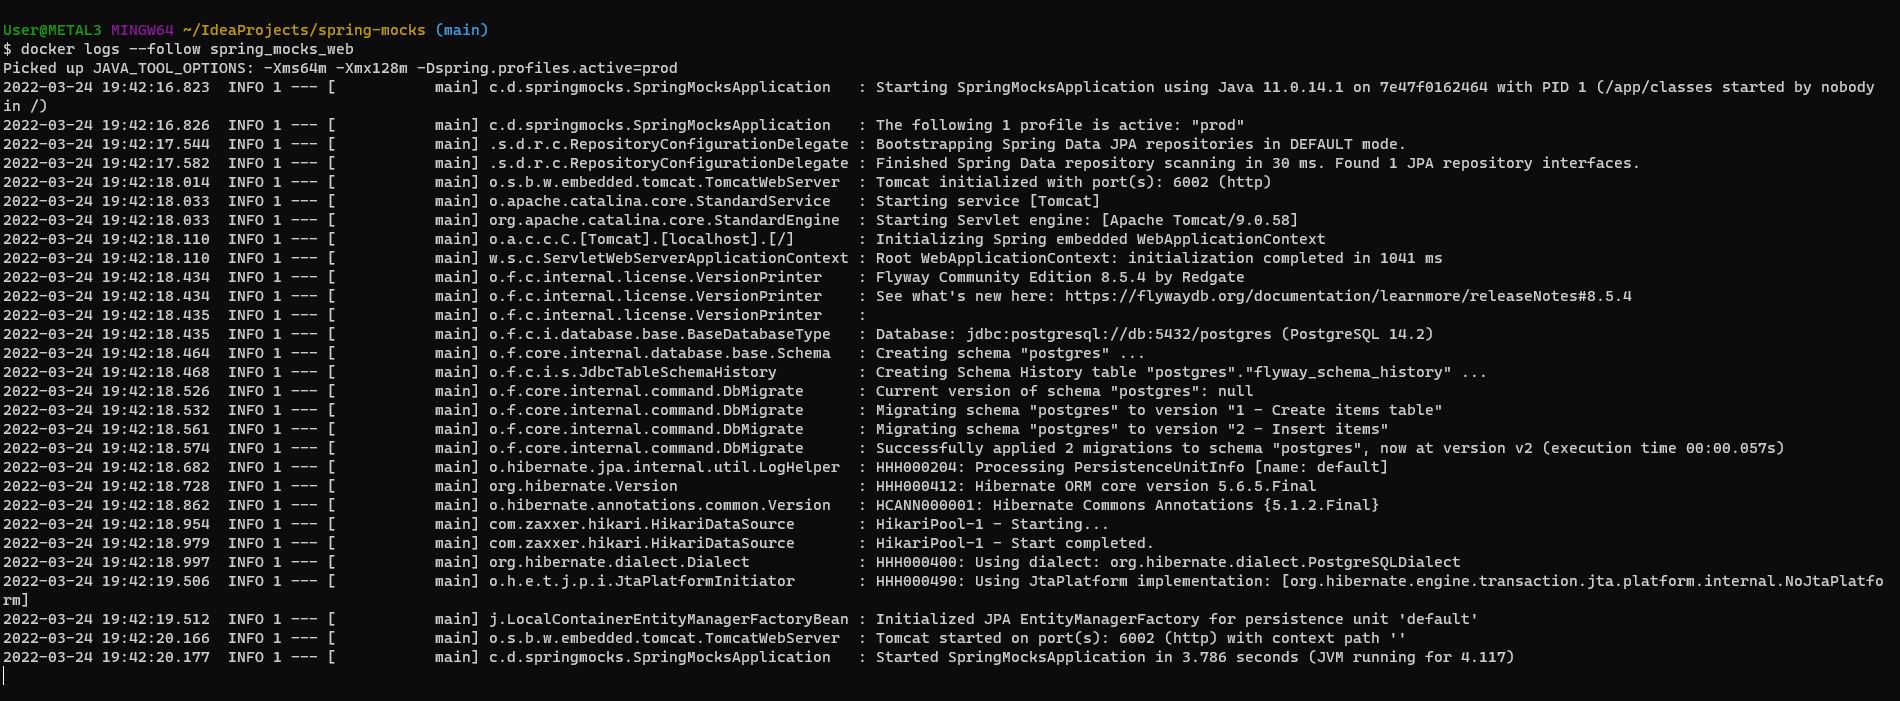 User@METAL3 MINGW64 ~/IdeaProjects/spring-mocks (main)
$ docker logs --follow spring_mocks_web
Picked up JAVA_TOOL_OPTIONS: -Xms64m -Xmx128m -Dspring.profiles.active=prod
2022-03-24 19:42:16.823  INFO 1 --- [           main] c.d.springmocks.SpringMocksApplication   : Starting SpringMocksApplication using Java 11.0.14.1 on 7e47f0162464 with PID 1 (/app/classes started by nobody
in /)
2022-03-24 19:42:16.826  INFO 1 --- [           main] c.d.springmocks.SpringMocksApplication   : The following 1 profile is active: "prod"
2022-03-24 19:42:17.544  INFO 1 --- [           main] .s.d.r.c.RepositoryConfigurationDelegate : Bootstrapping Spring Data JPA repositories in DEFAULT mode.
2022-03-24 19:42:17.582  INFO 1 --- [           main] .s.d.r.c.RepositoryConfigurationDelegate : Finished Spring Data repository scanning in 30 ms. Found 1 JPA repository interfaces.
2022-03-24 19:42:18.014  INFO 1 --- [           main] o.s.b.w.embedded.tomcat.TomcatWebServer  : Tomcat initialized with port(s): 6002 (http)
2022-03-24 19:42:18.033  INFO 1 --- [           main] o.apache.catalina.core.StandardService   : Starting service [Tomcat]
2022-03-24 19:42:18.033  INFO 1 --- [           main] org.apache.catalina.core.StandardEngine  : Starting Servlet engine: [Apache Tomcat/9.0.58]
2022-03-24 19:42:18.110  INFO 1 --- [           main] o.a.c.c.C.[Tomcat].[localhost].[/]       : Initializing Spring embedded WebApplicationContext
2022-03-24 19:42:18.110  INFO 1 --- [           main] w.s.c.ServletWebServerApplicationContext : Root WebApplicationContext: initialization completed in 1041 ms
2022-03-24 19:42:18.434  INFO 1 --- [           main] o.f.c.internal.license.VersionPrinter    : Flyway Community Edition 8.5.4 by Redgate
2022-03-24 19:42:18.434  INFO 1 --- [           main] o.f.c.internal.license.VersionPrinter    : See what's new here: https://flywaydb.org/documentation/learnmore/releaseNotes#8.5.4
2022-03-24 19:42:18.435  INFO 1 --- [           main] o.f.c.internal.license.VersionPrinter    :
2022-03-24 19:42:18.435  INFO 1 --- [           main] o.f.c.i.database.base.BaseDatabaseType   : Database: jdbc:postgresql://db:5432/postgres (PostgreSQL 14.2)
2022-03-24 19:42:18.464  INFO 1 --- [           main] o.f.core.internal.database.base.Schema   : Creating schema "postgres" ...
2022-03-24 19:42:18.468  INFO 1 --- [           main] o.f.c.i.s.JdbcTableSchemaHistory         : Creating Schema History table "postgres"."flyway_schema_history" ...
2022-03-24 19:42:18.526  INFO 1 --- [           main] o.f.core.internal.command.DbMigrate      : Current version of schema "postgres": null
2022-03-24 19:42:18.532  INFO 1 --- [           main] o.f.core.internal.command.DbMigrate      : Migrating schema "postgres" to version "1 - Create items table"
2022-03-24 19:42:18.561  INFO 1 --- [           main] o.f.core.internal.command.DbMigrate      : Migrating schema "postgres" to version "2 - Insert items"
2022-03-24 19:42:18.574  INFO 1 --- [           main] o.f.core.internal.command.DbMigrate      : Successfully applied 2 migrations to schema "postgres", now at version v2 (execution time 00:00.057s)
2022-03-24 19:42:18.682  INFO 1 --- [           main] o.hibernate.jpa.internal.util.LogHelper  : HHH000204: Processing PersistenceUnitInfo [name: default]
2022-03-24 19:42:18.728  INFO 1 --- [           main] org.hibernate.Version                    : HHH000412: Hibernate ORM core version 5.6.5.Final
2022-03-24 19:42:18.862  INFO 1 --- [           main] o.hibernate.annotations.common.Version   : HCANN000001: Hibernate Commons Annotations {5.1.2.Final}
2022-03-24 19:42:18.954  INFO 1 --- [           main] com.zaxxer.hikari.HikariDataSource       : HikariPool-1 - Starting...
2022-03-24 19:42:18.979  INFO 1 --- [           main] com.zaxxer.hikari.HikariDataSource       : HikariPool-1 - Start completed.
2022-03-24 19:42:18.997  INFO 1 --- [           main] org.hibernate.dialect.Dialect            : HHH000400: Using dialect: org.hibernate.dialect.PostgreSQLDialect
2022-03-24 19:42:19.506  INFO 1 --- [           main] o.h.e.t.j.p.i.JtaPlatformInitiator       : HHH000490: Using JtaPlatform implementation: [org.hibernate.engine.transaction.jta.platform.internal.NoJtaPlatfo
rm]
2022-03-24 19:42:19.512  INFO 1 --- [           main] j.LocalContainerEntityManagerFactoryBean : Initialized JPA EntityManagerFactory for persistence unit 'default'
2022-03-24 19:42:20.166  INFO 1 --- [           main] o.s.b.w.embedded.tomcat.TomcatWebServer  : Tomcat started on port(s): 6002 (http) with context path ''
2022-03-24 19:42:20.177  INFO 1 --- [           main] c.d.springmocks.SpringMocksApplication   : Started SpringMocksApplication in 3.786 seconds (JVM running for 4.117)